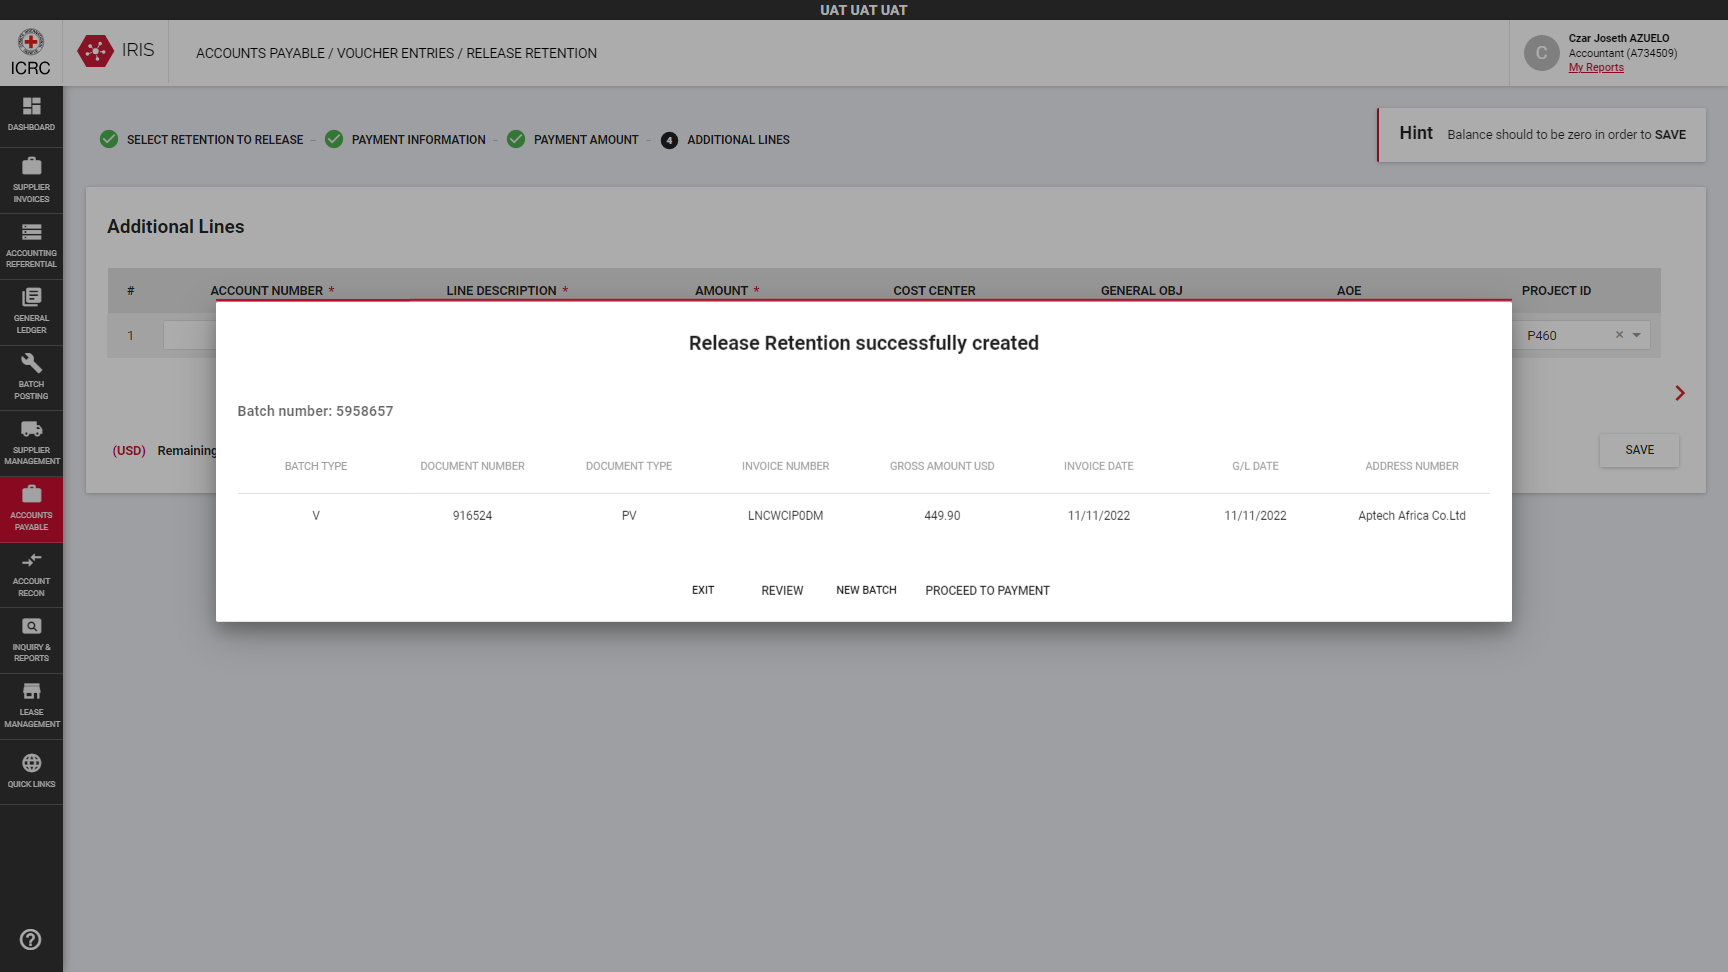 UAT UAT UAT
ICRC
IRIS
ACCOUNTS PAYABLE / VOUCHER ENTRIES / RELEASE RETENTION
C
Czar Joseth AZUELO
Accountant (A734509)
My Reports
DASHBOARD
SUPPLIER
INVOICES
ACCOUNTING
REFERENTIAL
GENERAL
LEDGER
BATCH
POSTING
SUPPLIER
MANAGEMENT
ACCOUNTS
PAYABLE
ACCOUNT
RECON
INQUIRY &
REPORTS
LEASE
MANAGEMENT
QUICK LINKS
SELECT RETENTION TO RELEASE
PAYMENT INFORMATION
PAYMENT AMOUNT
4 ADDITIONAL LINES
Hint Balance should to be zero in order to SAVE
Additional Lines
# ACCOUNT NUMBER * LINE DESCRIPTION * AMOUNT * COST CENTER GENERAL OBJ AOE PROJECT ID
1 P460 ×
(USD) Remaining
SAVE
Release Retention successfully created
Batch number: 5958657
BATCH TYPE DOCUMENT NUMBER DOCUMENT TYPE INVOICE NUMBER GROSS AMOUNT USD INVOICE DATE G/L DATE ADDRESS NUMBER
V 916524 PV LNCWCIP0DM 449.90 11/11/2022 11/11/2022 Aptech Africa Co.Ltd
EXIT REVIEW NEW BATCH PROCEED TO PAYMENT